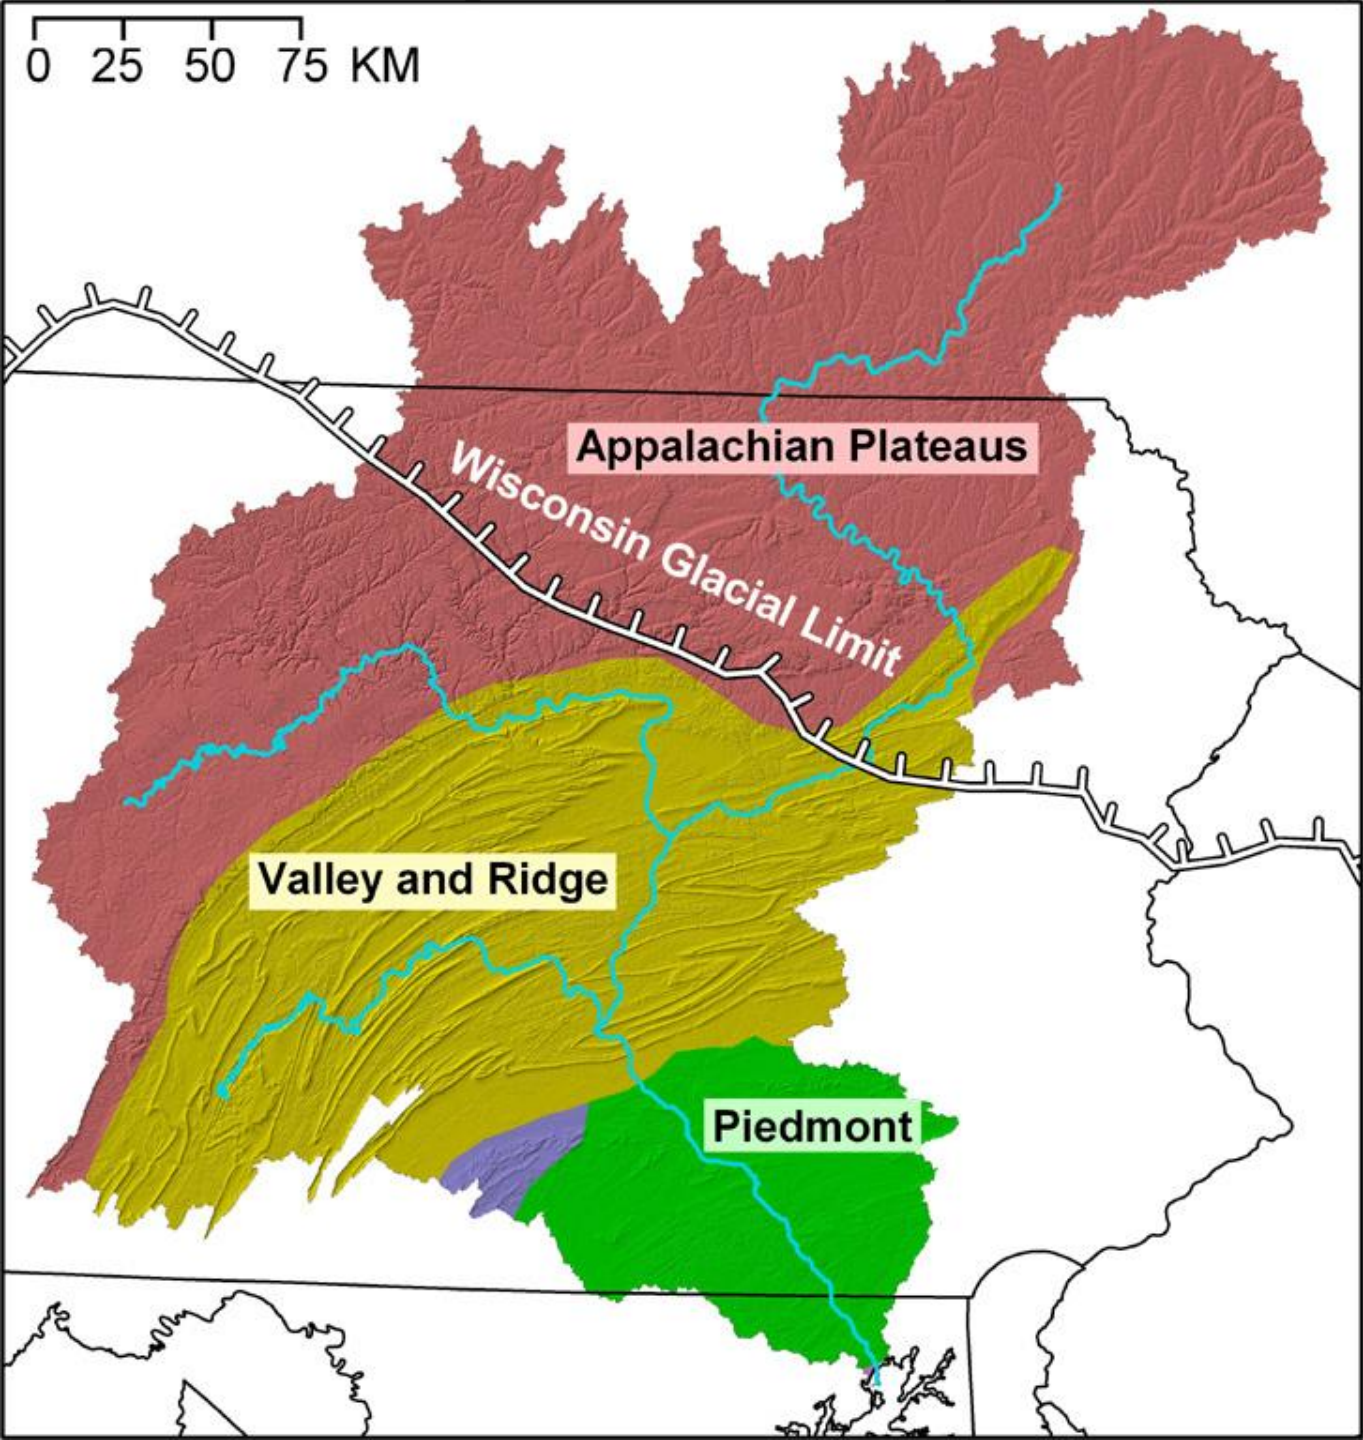 0 25 50 75 KM
Appalachian Plateaus
Wisconsin Glacial Limit
Valley and Ridge
Piedmont